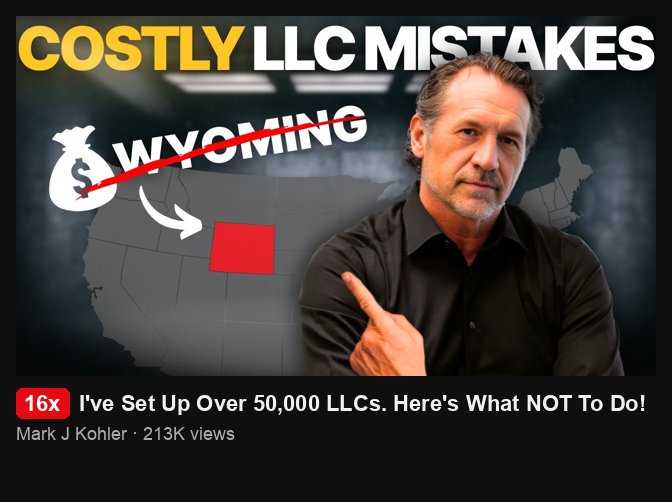 COSTLY LLC MISTAKES
$ WYOMING
16x I've Set Up Over 50,000 LLCs. Here's What NOT To Do!
Mark J Kohler · 213K views